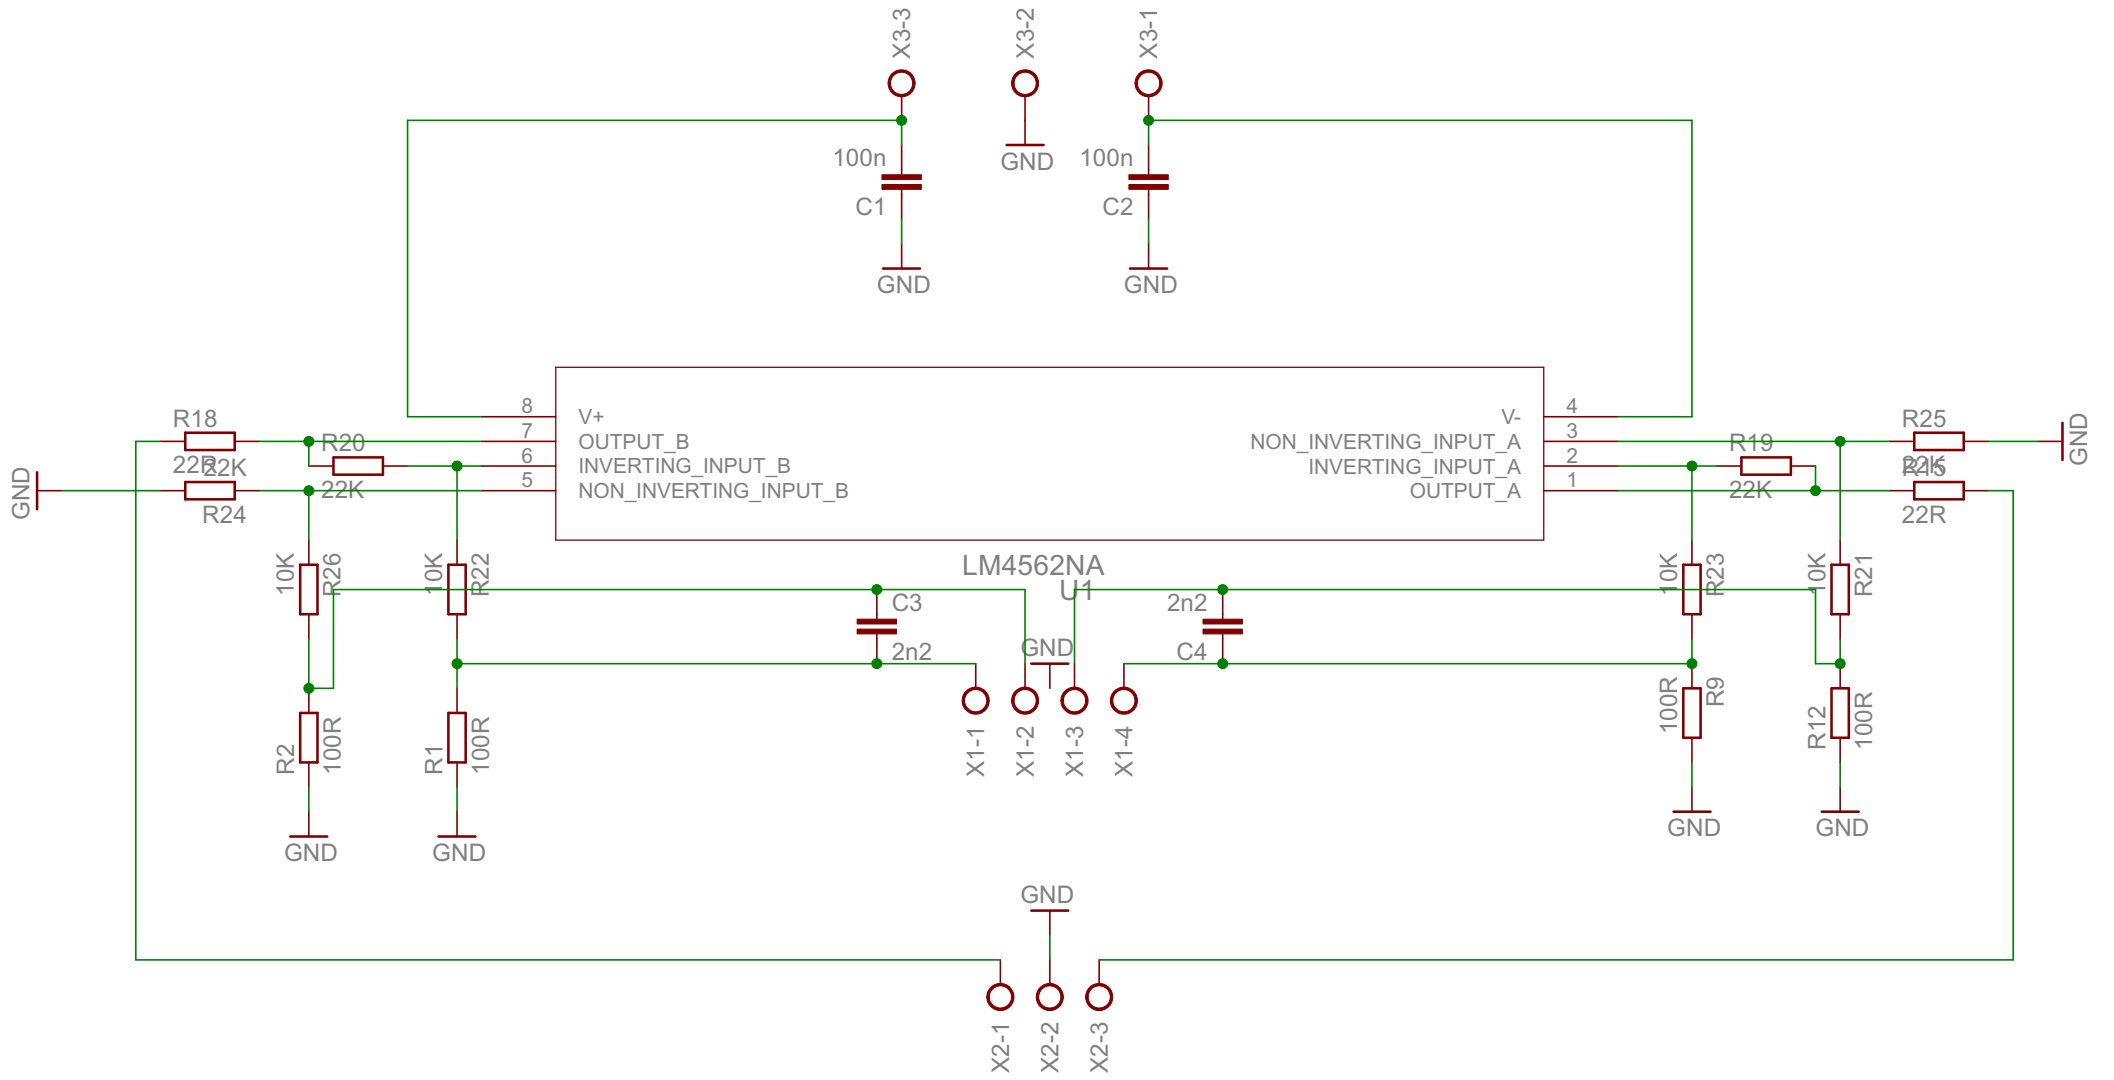 X3-3
X3-2
X3-1
100n
C1
GND
GND
100n
C2
GND
8
V+
7
OUTPUT_B
6
INVERTING_INPUT_B
5
NON_INVERTING_INPUT_B
4
V-
3
NON_INVERTING_INPUT_A
2
INVERTING_INPUT_A
1
OUTPUT_A
LM4562NA
U1
R18
22R
R20
22K
22K
R24
GND
R25
22K
R19
22K
R15
22R
GND
10K
R26
10K
R22
C3
2n2
2n2
C4
GND
10K
R23
10K
R21
R2
100R
R1
100R
X1-1
X1-2
X1-3
X1-4
100R
R9
R12
100R
GND
GND
GND
GND
GND
X2-1
X2-2
X2-3